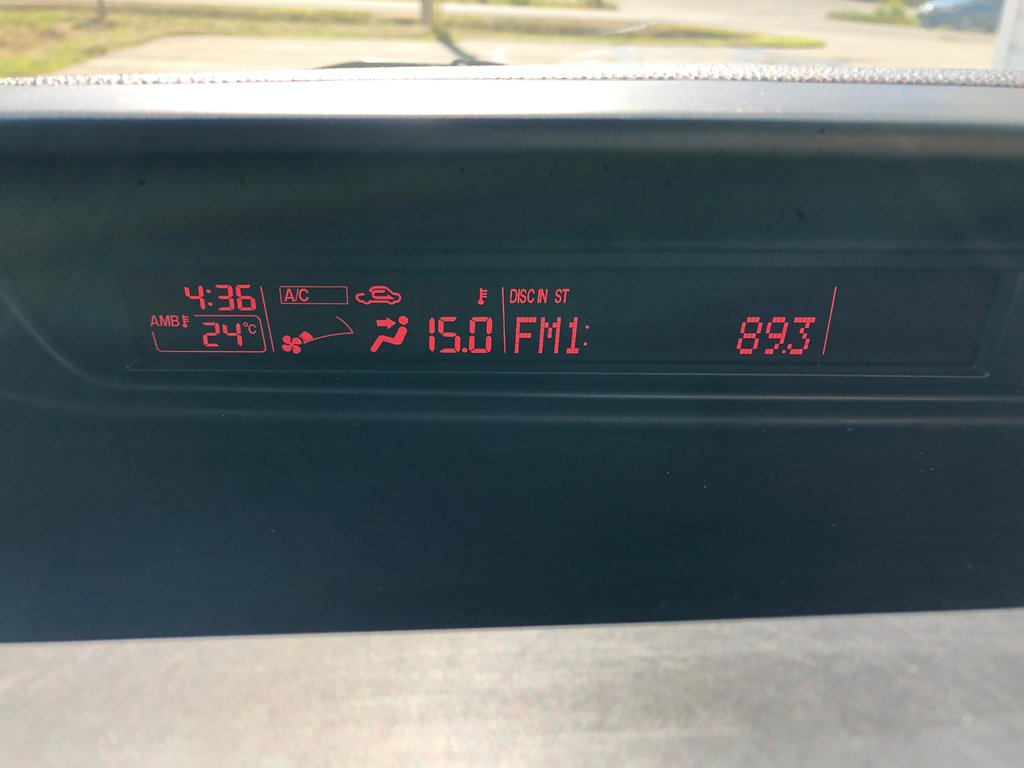 4:36 A/C DISC IN ST
AMB 24°C 15.0 FM1: 89.3